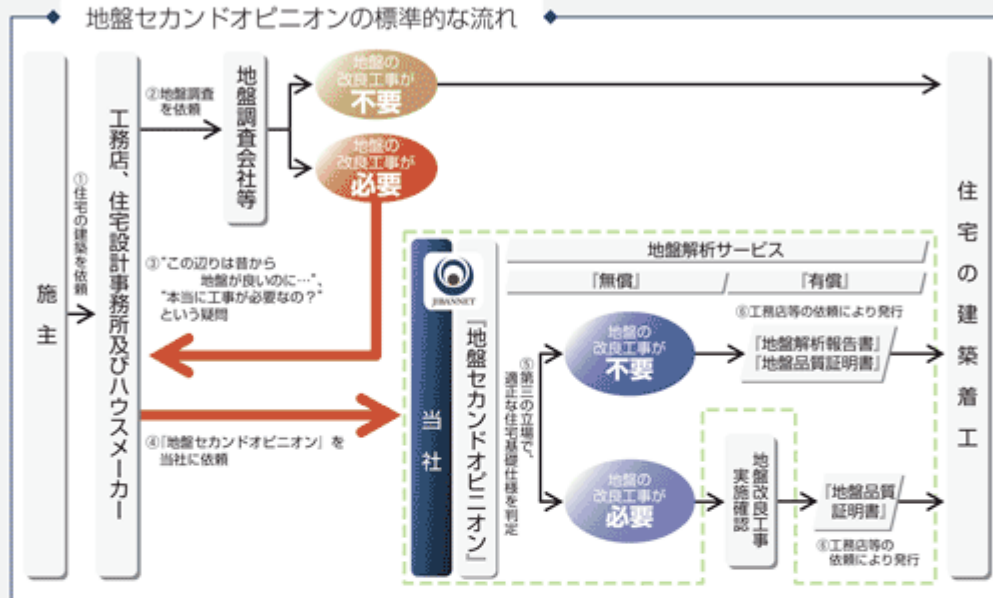 地盤セカンドオピニオンの標準的な流れ
施主
①住宅の建築を依頼
工務店、住宅設計事務所及びハウスメーカー
②地盤調査
を依頼
地盤調査会社等
地盤の
改良工事が
不要
地盤の
改良工事が
必要
③"この辺りは昔から
地盤が良いのに…"、
"本当に工事が必要なの？"
という疑問
④『地盤セカンドオピニオン』を
当社に依頼
当社
JIBANNET
『地盤セカンドオピニオン』
⑤第三の立場で、
適正な住宅基礎仕様を判定
地盤解析サービス
『無償』
『有償』
地盤の
改良工事が
不要
⑥工務店等の依頼により発行
『地盤解析報告書』
『地盤品質証明書』
地盤の
改良工事が
必要
地盤改良工事
実施確認
『地盤品質
証明書』
⑥工務店等の
依頼により発行
住宅の建築着工